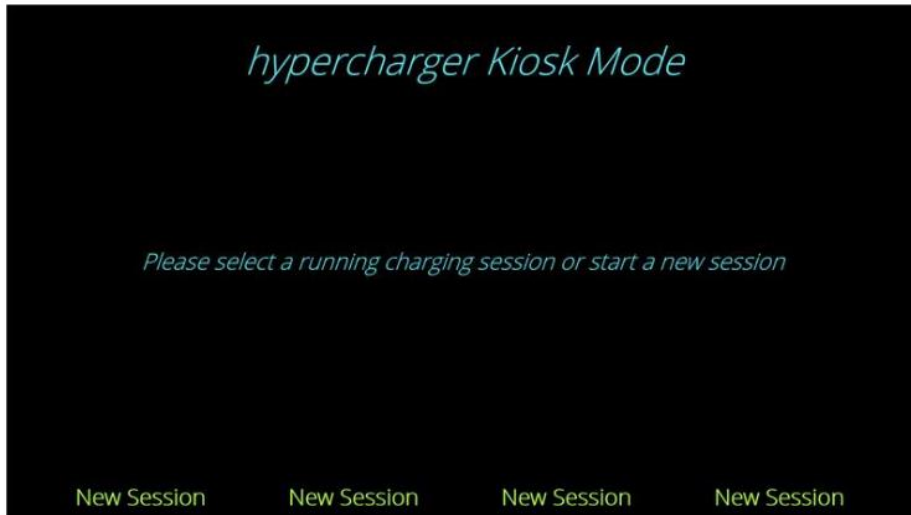 hypercharger Kiosk Mode
Please select a running charging session or start a new session
New Session New Session New Session New Session